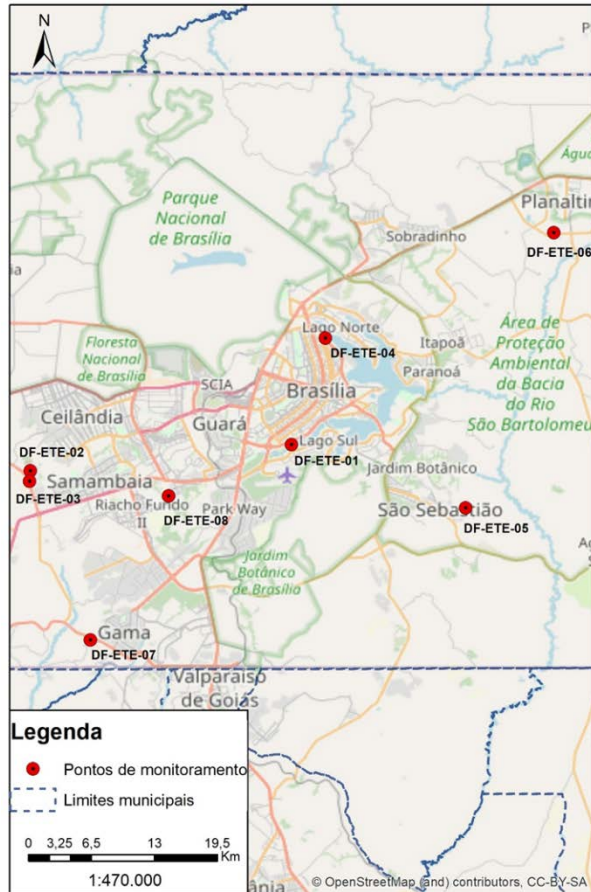 N
Água
Parque
Nacional
de Brasília
Planaltin
Sobradinho
DF-ETE-06
Lago Norte
DF-ETE-04
Itapoã
Área de
Proteção
Ambiental
da Bacia
do Rio
São Bartolomeu
Floresta
Nacional
de Brasília
SCIA
Brasília
Paranoá
Ceilândia
Guará
Lago Sul
DF-ETE-01
DF-ETE-02
Samambaia
DF-ETE-03
Jardim Botânico
Riacho Fundo
II
Park Way
DF-ETE-08
São Sebastião
DF-ETE-05
Jardim
Botânico
de Brasília
Gama
DF-ETE-07
Valparaíso
de Goiás
Legenda
Pontos de monitoramento
Limites municipais
0 3,25 6,5 13 19,5
Km
1:470.000
ânia
© OpenStreetMap (and) contributors, CC-BY-SA